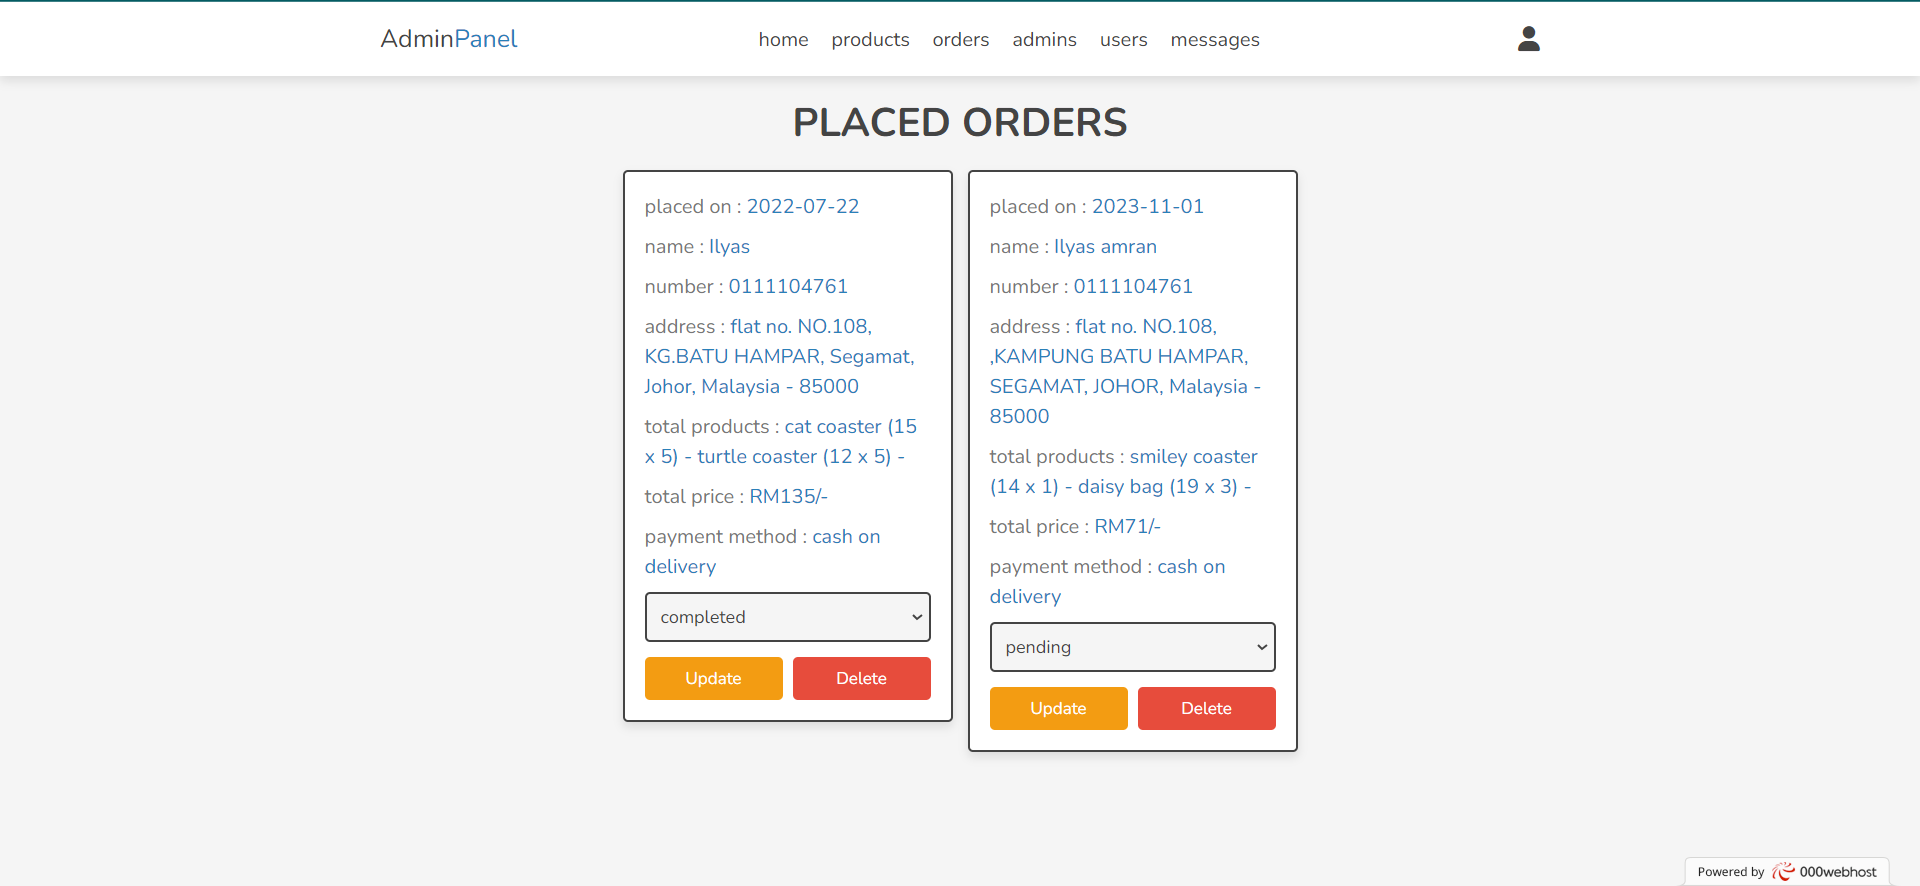 AdminPanel
home products orders admins users messages
PLACED ORDERS
placed on : 2022-07-22
name : Ilyas
number : 0111104761
address : flat no. NO.108,
KG.BATU HAMPAR, Segamat,
Johor, Malaysia - 85000
total products : cat coaster (15
x 5) - turtle coaster (12 x 5) -
total price : RM135/-
payment method : cash on
delivery
completed
Update Delete
placed on : 2023-11-01
name : Ilyas amran
number : 0111104761
address : flat no. NO.108,
,KAMPUNG BATU HAMPAR,
SEGAMAT, JOHOR, Malaysia -
85000
total products : smiley coaster
(14 x 1) - daisy bag (19 x 3) -
total price : RM71/-
payment method : cash on
delivery
pending
Update Delete
Powered by 000webhost